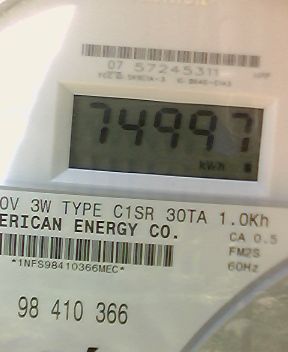 07 57245311
74997
kWh
0V 3W TYPE C1SR 30TA 1.0Kh
ERICAN ENERGY CO.
CA 0.5
FM2S
60Hz
*1NFS98410366MEC*
98 410 366